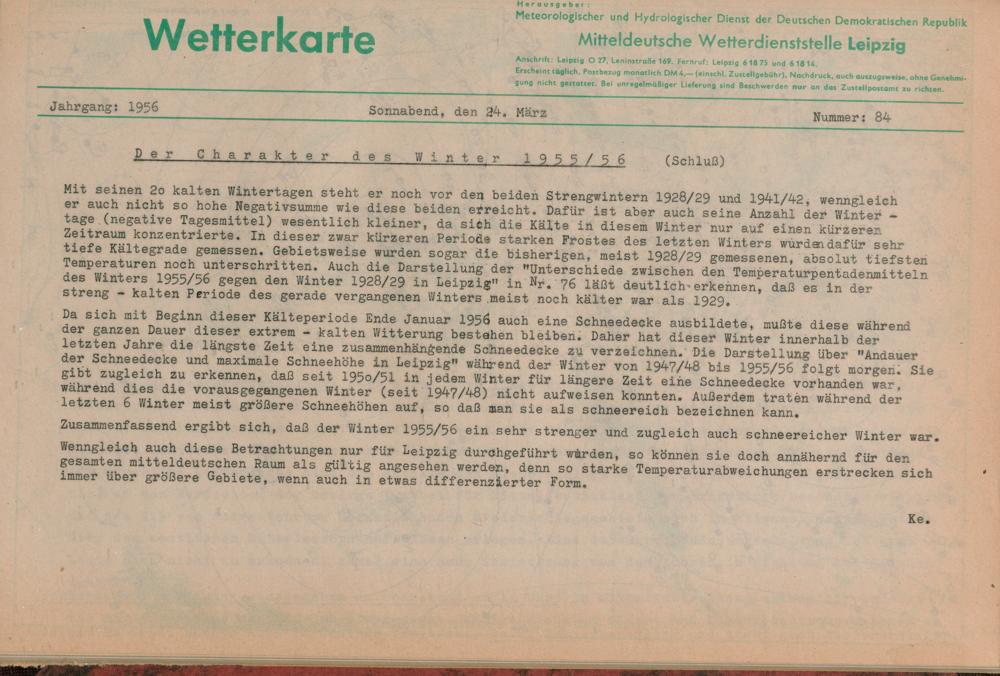 Wetterkarte
Herausgeber:
Meteorologischer und Hydrologischer Dienst der Deutschen Demokratischen Republik
Mitteldeutsche Wetterdienststelle Leipzig
Anschrift: Leipzig O 27, Leninstraße 169. Fernruf: Leipzig 6 18 75 und 6 18 14.
Erscheint täglich. Postbezug monatlich DM 4,— (einschl. Zustellgebühr). Nachdruck, auch auszugsweise, ohne Genehmi-
gung nicht gestattet. Bei unregelmäßiger Lieferung sind Beschwerden nur an das Zustellpostamt zu richten.
Jahrgang: 1956 Sonnabend, den 24. März Nummer: 84
Der Charakter des Winter 1955/56 (Schluß)
Mit seinen 2o kalten Wintertagen steht er noch vor den beiden Strengwintern 1928/29 und 1941/42, wenngleich
er auch nicht so hohe Negativsumme wie diese beiden erreicht. Dafür ist aber auch seine Anzahl der Winter -
tage (negative Tagesmittel) wesentlich kleiner, da sich die Kälte in diesem Winter nur auf einen kürzeren
Zeitraum konzentrierte. In dieser zwar kürzeren Periode starken Frostes des letzten Winters wurden dafür sehr
tiefe Kältegrade gemessen. Gebietsweise wurden sogar die bisherigen, meist 1928/29 gemessenen, absolut tiefsten
Temperaturen noch unterschritten. Auch die Darstellung der "Unterschiede zwischen den Temperaturpentadenmitteln
des Winters 1955/56 gegen den Winter 1928/29 in Leipzig" in Nr. 76 läßt deutlich erkennen, daß es in der
streng - kalten Periode des gerade vergangenen Winters meist noch kälter war als 1929.
Da sich mit Beginn dieser Kälteperiode Ende Januar 1956 auch eine Schneedecke ausbildete, mußte diese während
der ganzen Dauer dieser extrem - kalten Witterung bestehen bleiben. Daher hat dieser Winter innerhalb der
letzten Jahre die längste Zeit eine zusammenhängende Schneedecke zu verzeichnen. Die Darstellung über "Andauer
der Schneedecke und maximale Schneehöhe in Leipzig" während der Winter von 1947/48 bis 1955/56 folgt morgen. Sie
gibt zugleich zu erkennen, daß seit 195o/51 in jedem Winter für längere Zeit eine Schneedecke vorhanden war,
während dies die vorausgegangenen Winter (seit 1947/48) nicht aufweisen konnten. Außerdem traten während der
letzten 6 Winter meist größere Schneehöhen auf, so daß man sie als schneereich bezeichnen kann.
Zusammenfassend ergibt sich, daß der Winter 1955/56 ein sehr strenger und zugleich auch schneereicher Winter war.
Wenngleich auch diese Betrachtungen nur für Leipzig durchgeführt wurden, so können sie doch annähernd für den
gesamten mitteldeutschen Raum als gültig angesehen werden, denn so starke Temperaturabweichungen erstrecken sich
immer über größere Gebiete, wenn auch in etwas differenzierter Form.
Ke.